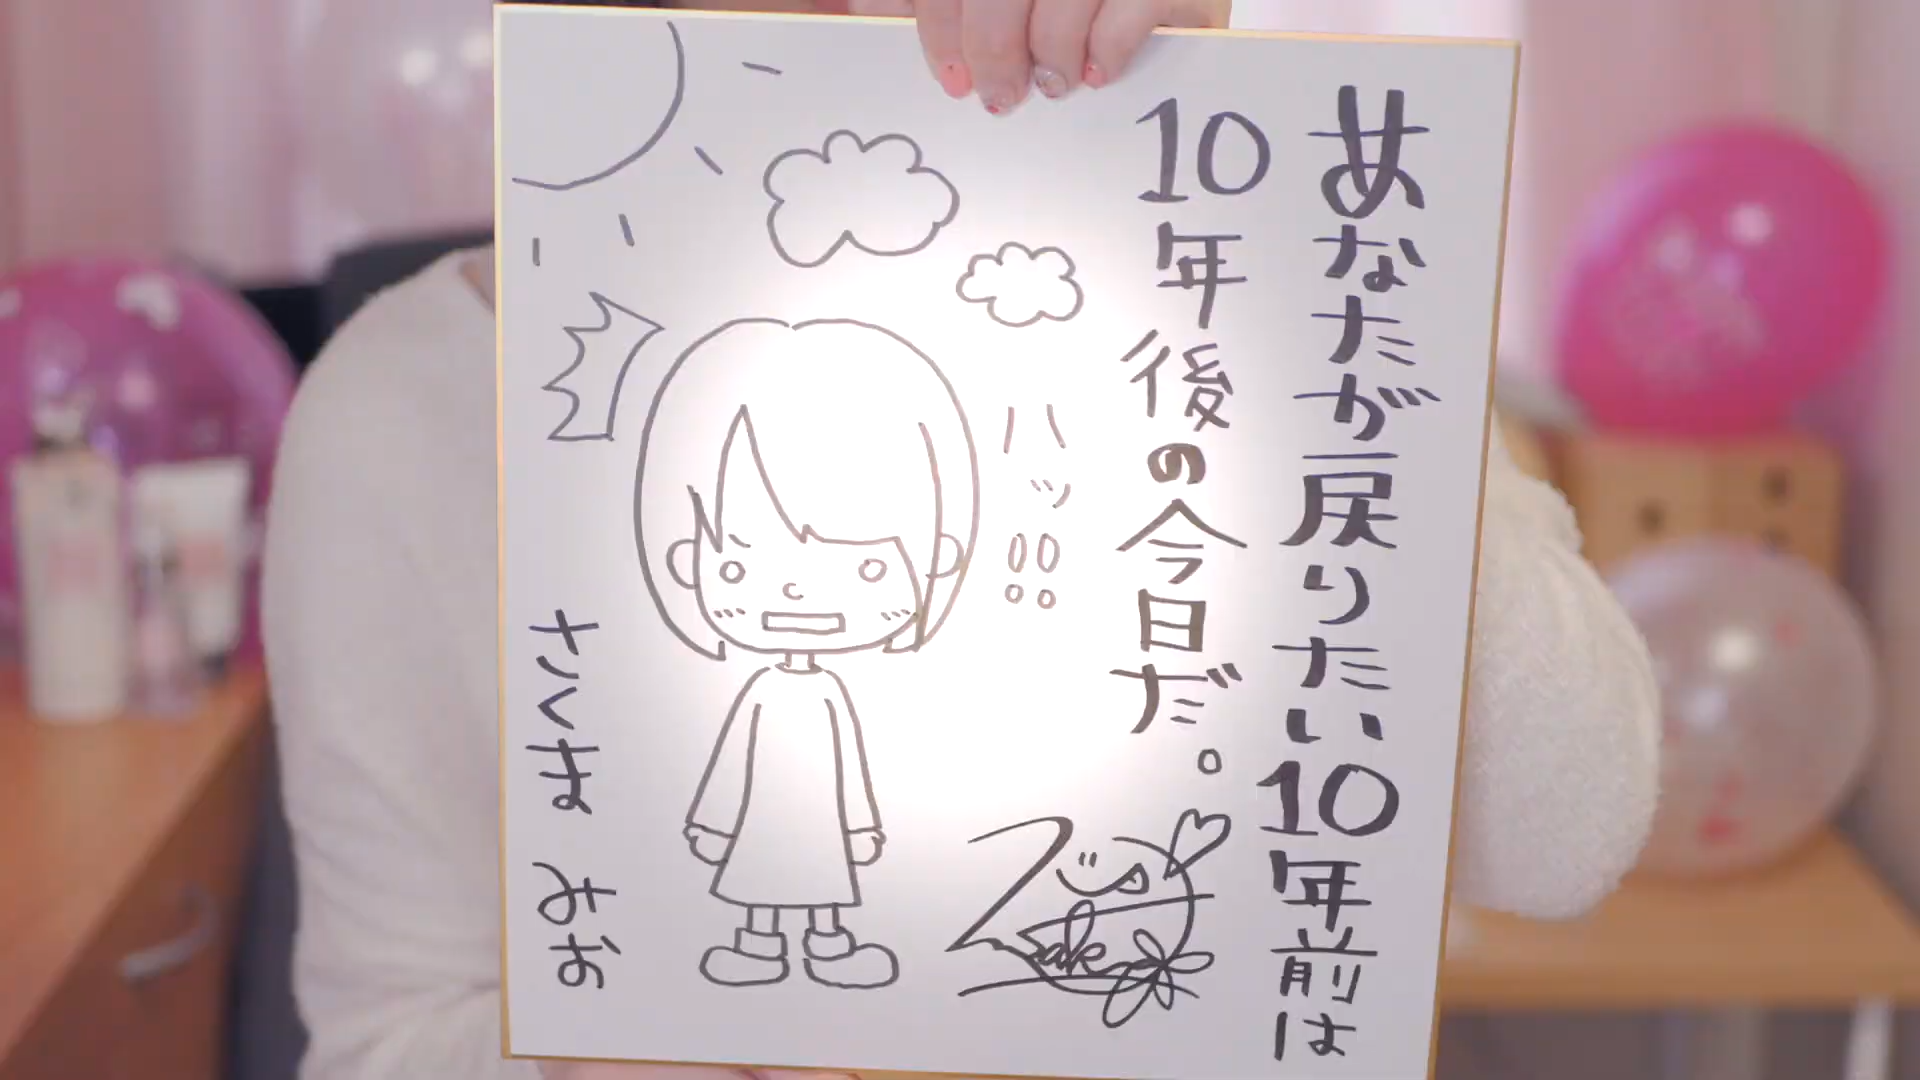 あなたが戻りたい10年前は
10年後の今日だ。
ハッ!!
さくま みお